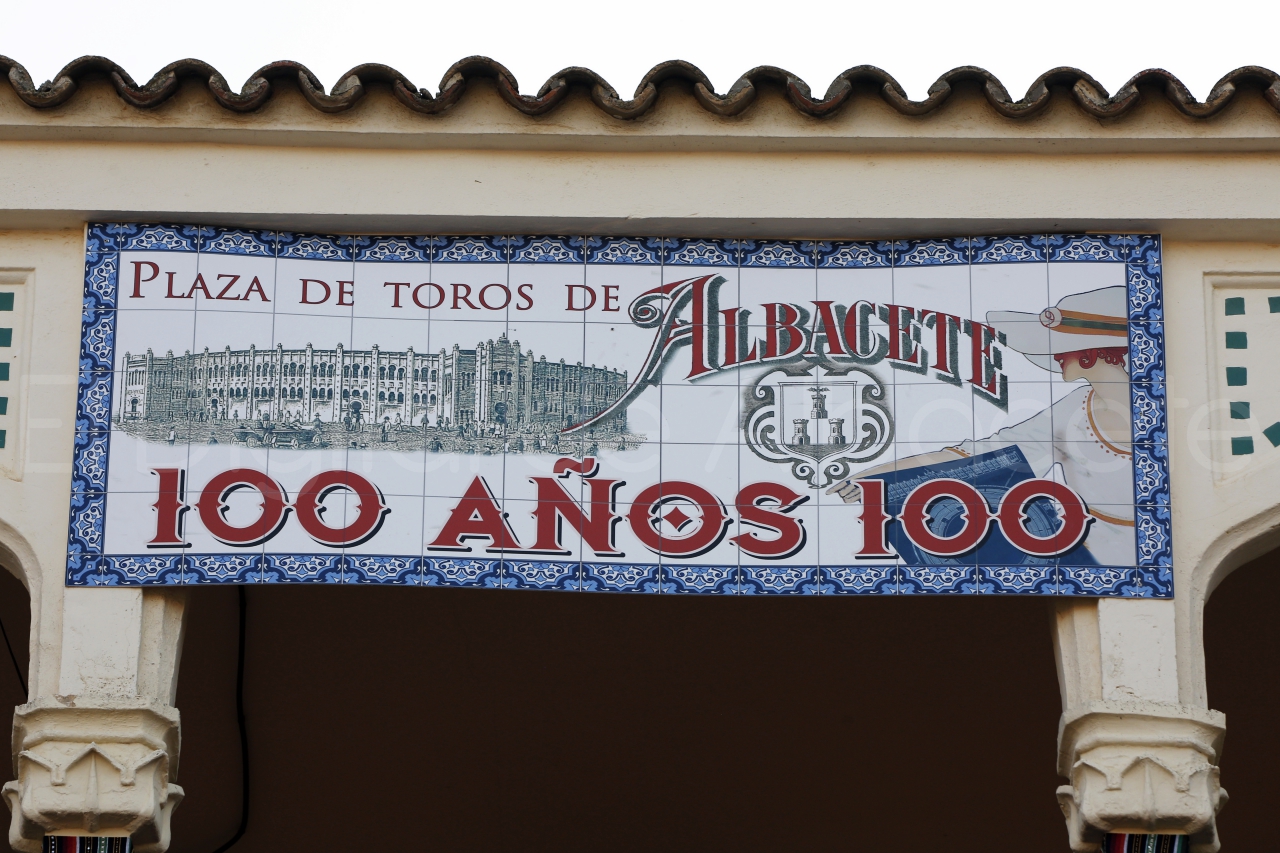 PLAZA DE TOROS DE ALBACETE
100 AÑOS 100